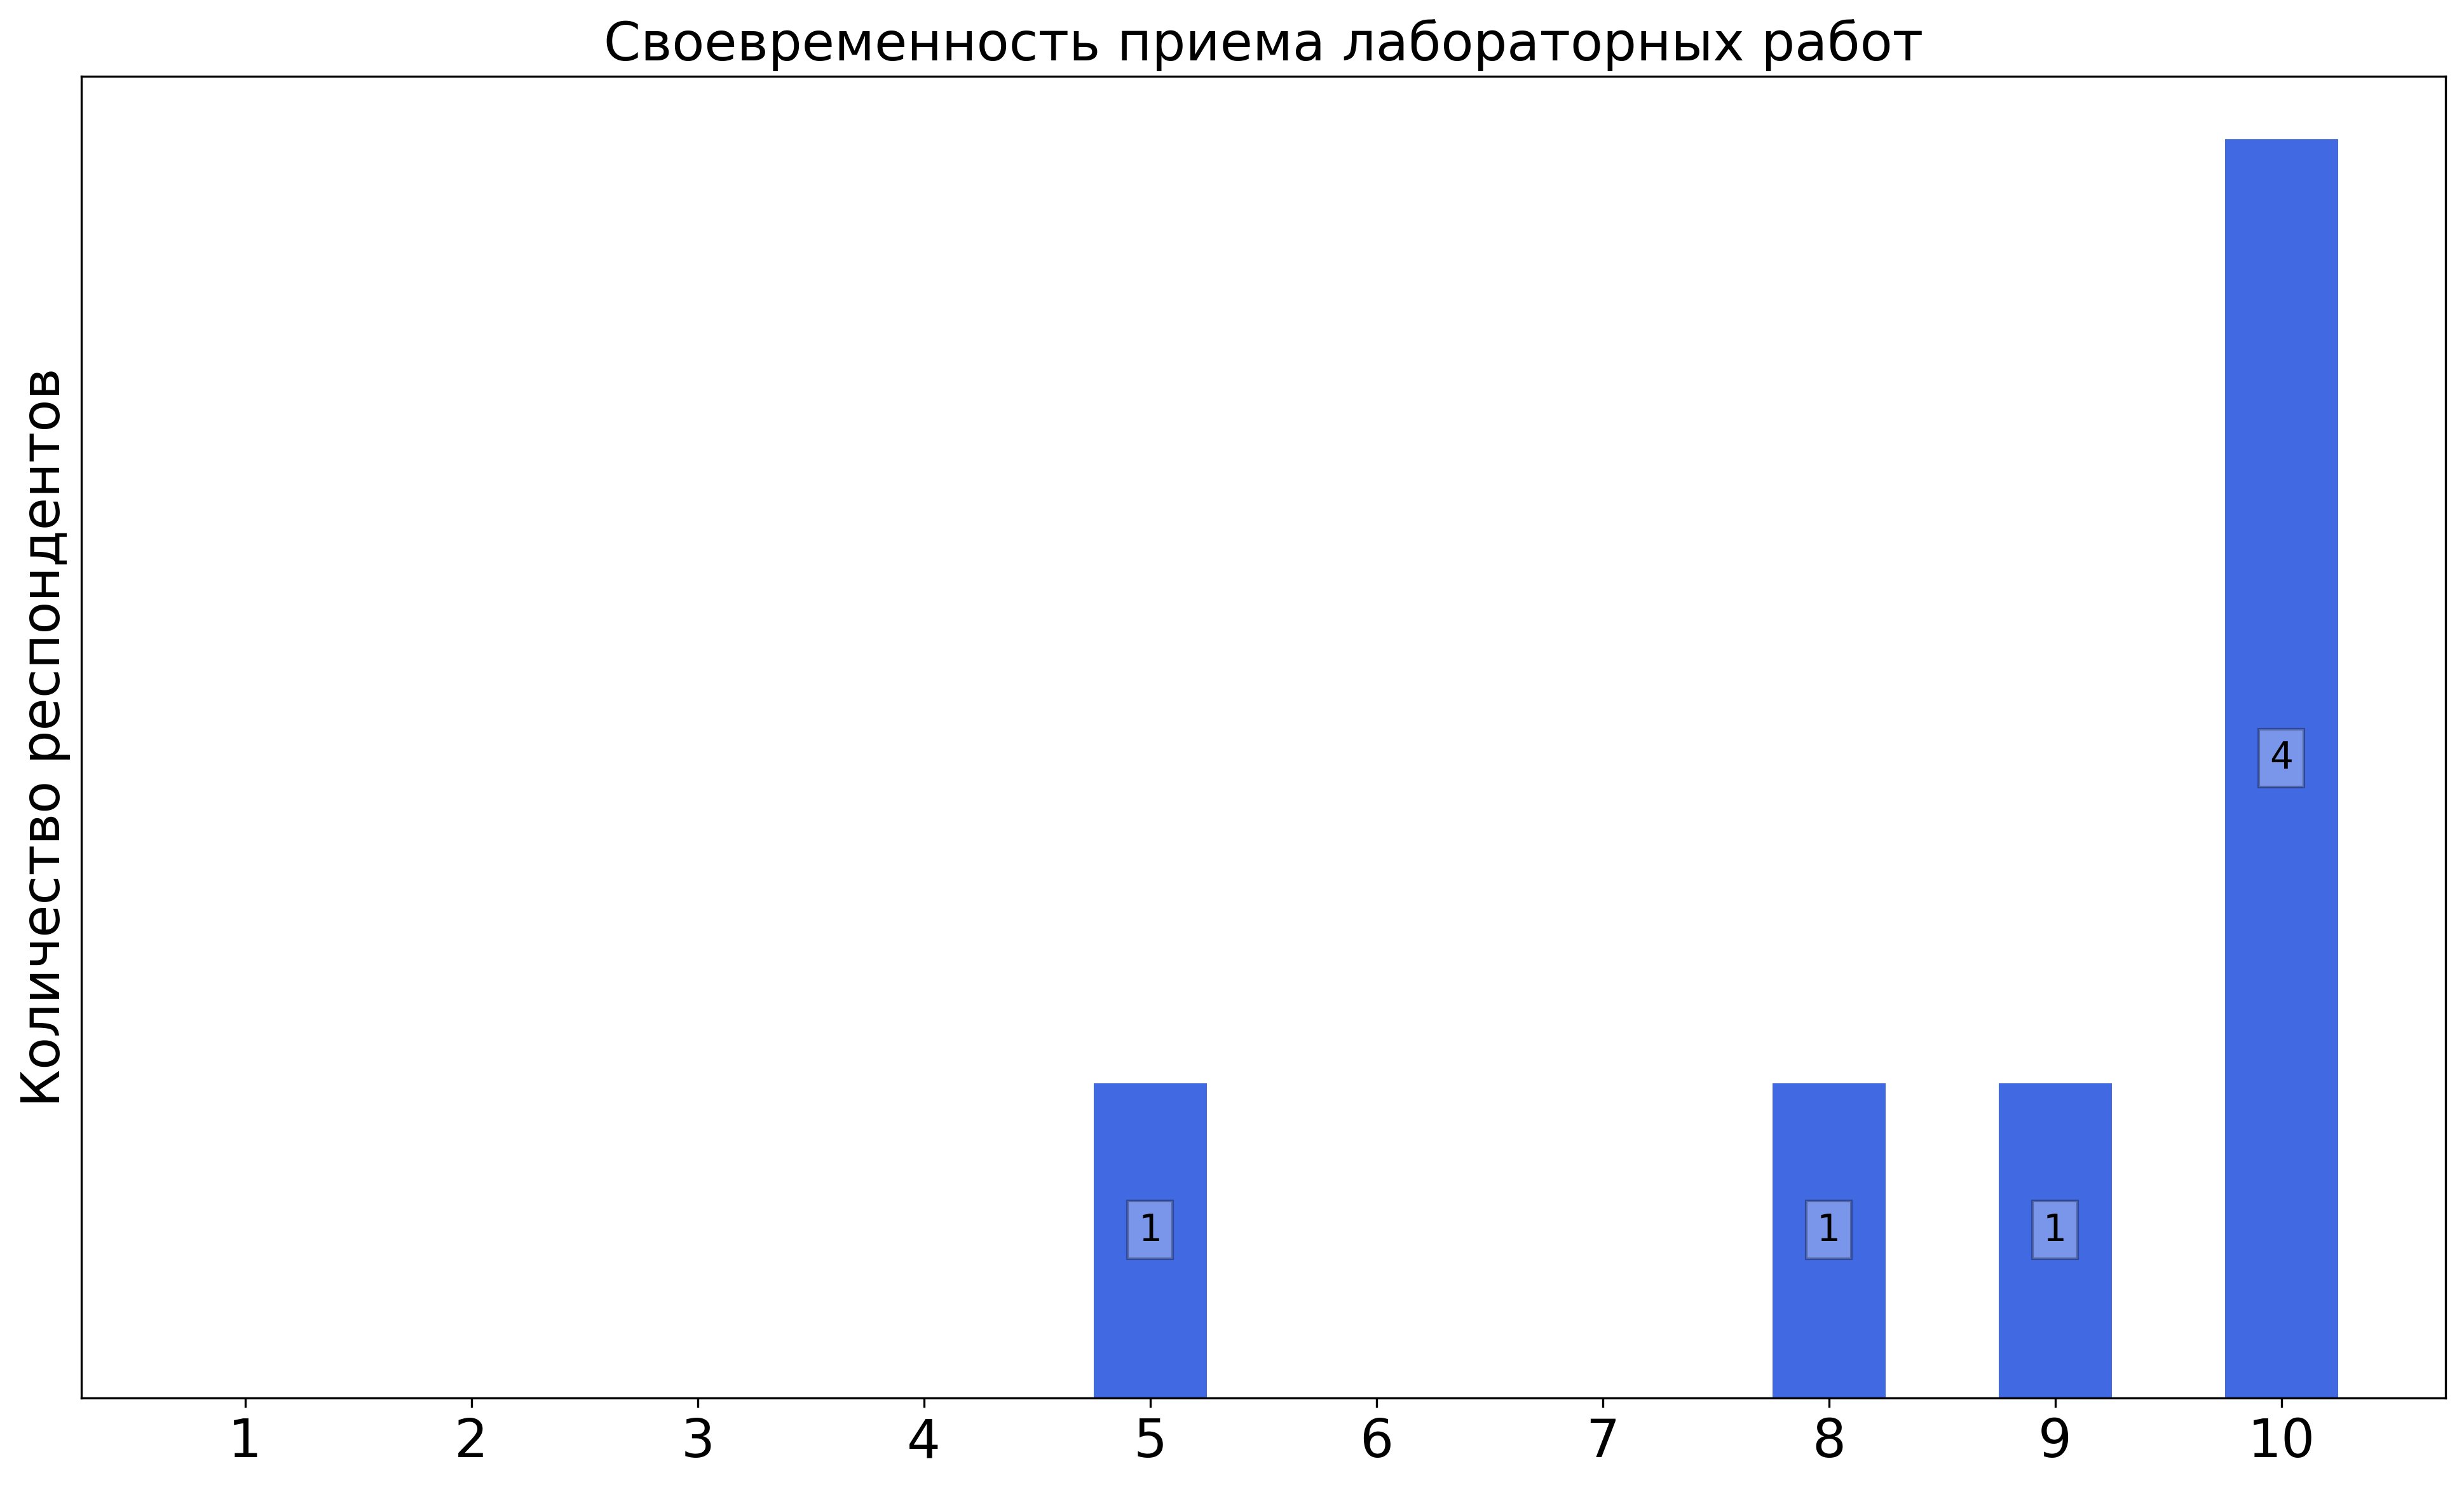 Своевременность приема лабораторных работ
Количество респондентов
4
1 1 1
1 2 3 4 5 6 7 8 9 10